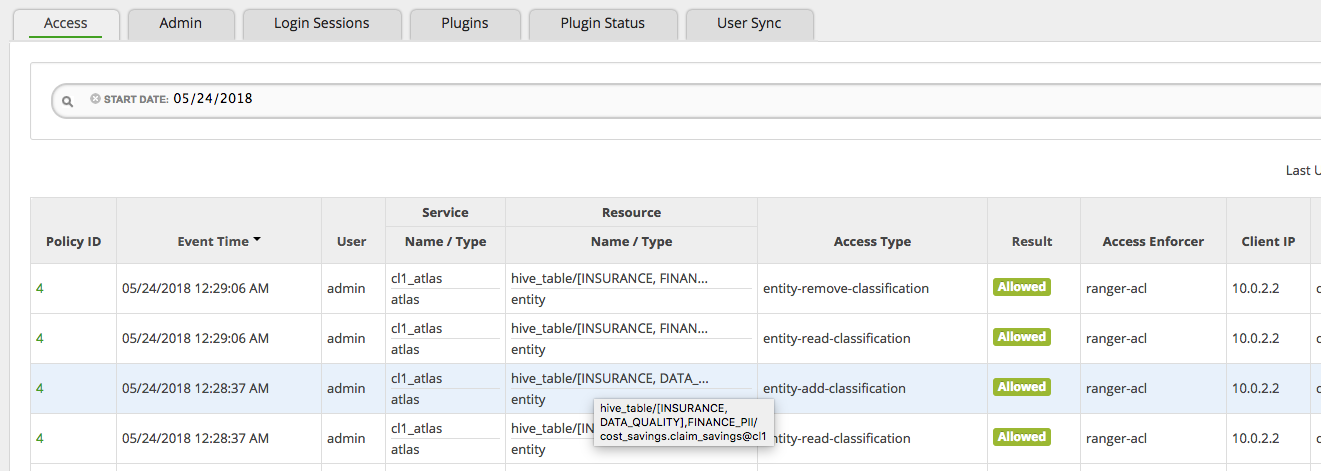 Access Admin Login Sessions Plugins Plugin Status User Sync
START DATE: 05/24/2018
Last U
Service Resource
Policy ID Event Time User Name / Type Name / Type Access Type Result Access Enforcer Client IP
4 05/24/2018 12:29:06 AM admin cl1_atlas hive_table/[INSURANCE, FINAN... entity-remove-classification Allowed ranger-acl 10.0.2.2
atlas entity
4 05/24/2018 12:29:06 AM admin cl1_atlas hive_table/[INSURANCE, FINAN... entity-read-classification Allowed ranger-acl 10.0.2.2
atlas entity
4 05/24/2018 12:28:37 AM admin cl1_atlas hive_table/[INSURANCE, DATA_... entity-add-classification Allowed ranger-acl 10.0.2.2
atlas entity
hive_table/[INSURANCE,
DATA_QUALITY],FINANCE_PII/
cost_savings.claim_savings@cl1
4 05/24/2018 12:28:37 AM admin cl1_atlas hive_table/[I entity-read-classification Allowed ranger-acl 10.0.2.2
atlas entity